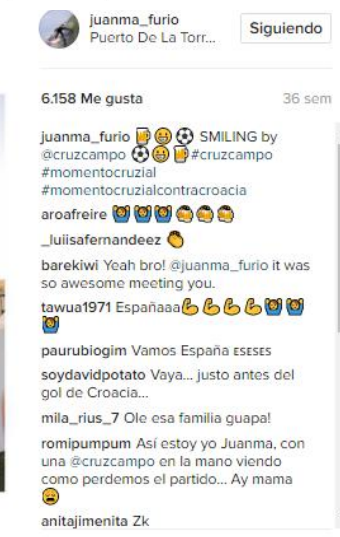 juanma_furio
Puerto De La Torr...
Siguiendo
6.158 Me gusta
36 sem
juanma_furio 🍺😀⚽ SMILING by
@cruzcampo ⚽😀🍺#cruzcampo
#momentocruzial
#momentocruzialcontracroacia
aroafreire 🙆‍♂️🙆‍♂️🙆‍♂️💆💆💆
_luiisafernandeez 👏
barekiwi Yeah bro! @juanma_furio it was
so awesome meeting you.
tawua1971 Españaaa💪💪💪💪🙆‍♂️🙆‍♂️
🙆‍♂️
paurubiogim Vamos España ᴇsᴇsᴇs
soydavidpotato Vaya... justo antes del
gol de Croacia...
mila_rius_7 Ole esa familia guapa!
romipumpum Así estoy yo Juanma, con
una @cruzcampo en la mano viendo
como perdemos el partido... Ay mama
😩
anitajimenita Zk